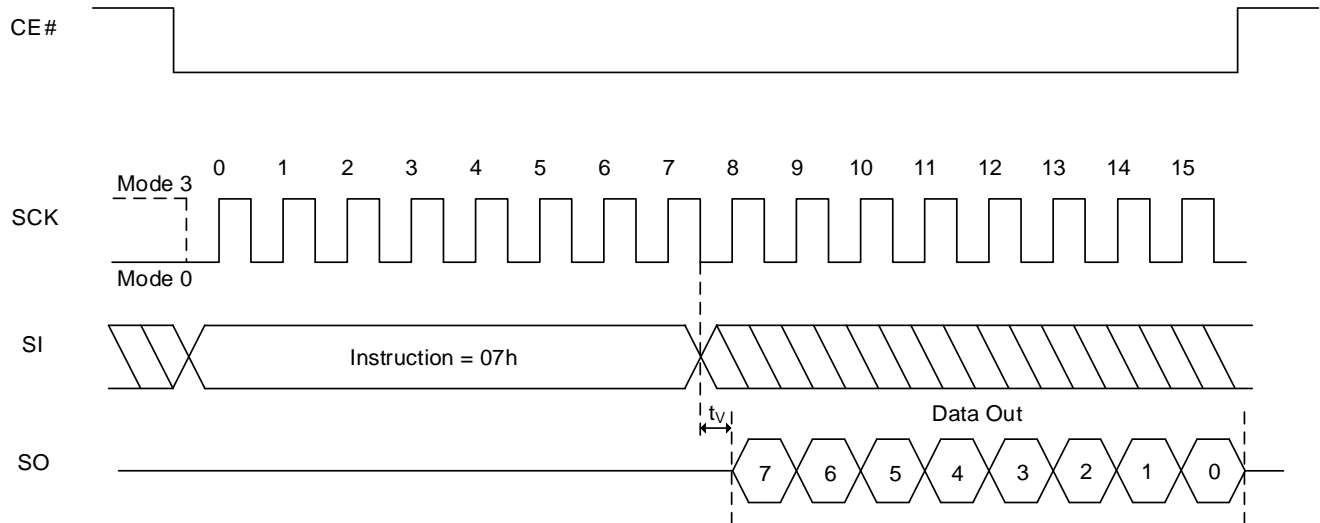 CE#
0 1 2 3 4 5 6 7 8 9 10 11 12 13 14 15
Mode 3
SCK
Mode 0
SI
Instruction = 07h
tV
Data Out
SO
7 6 5 4 3 2 1 0